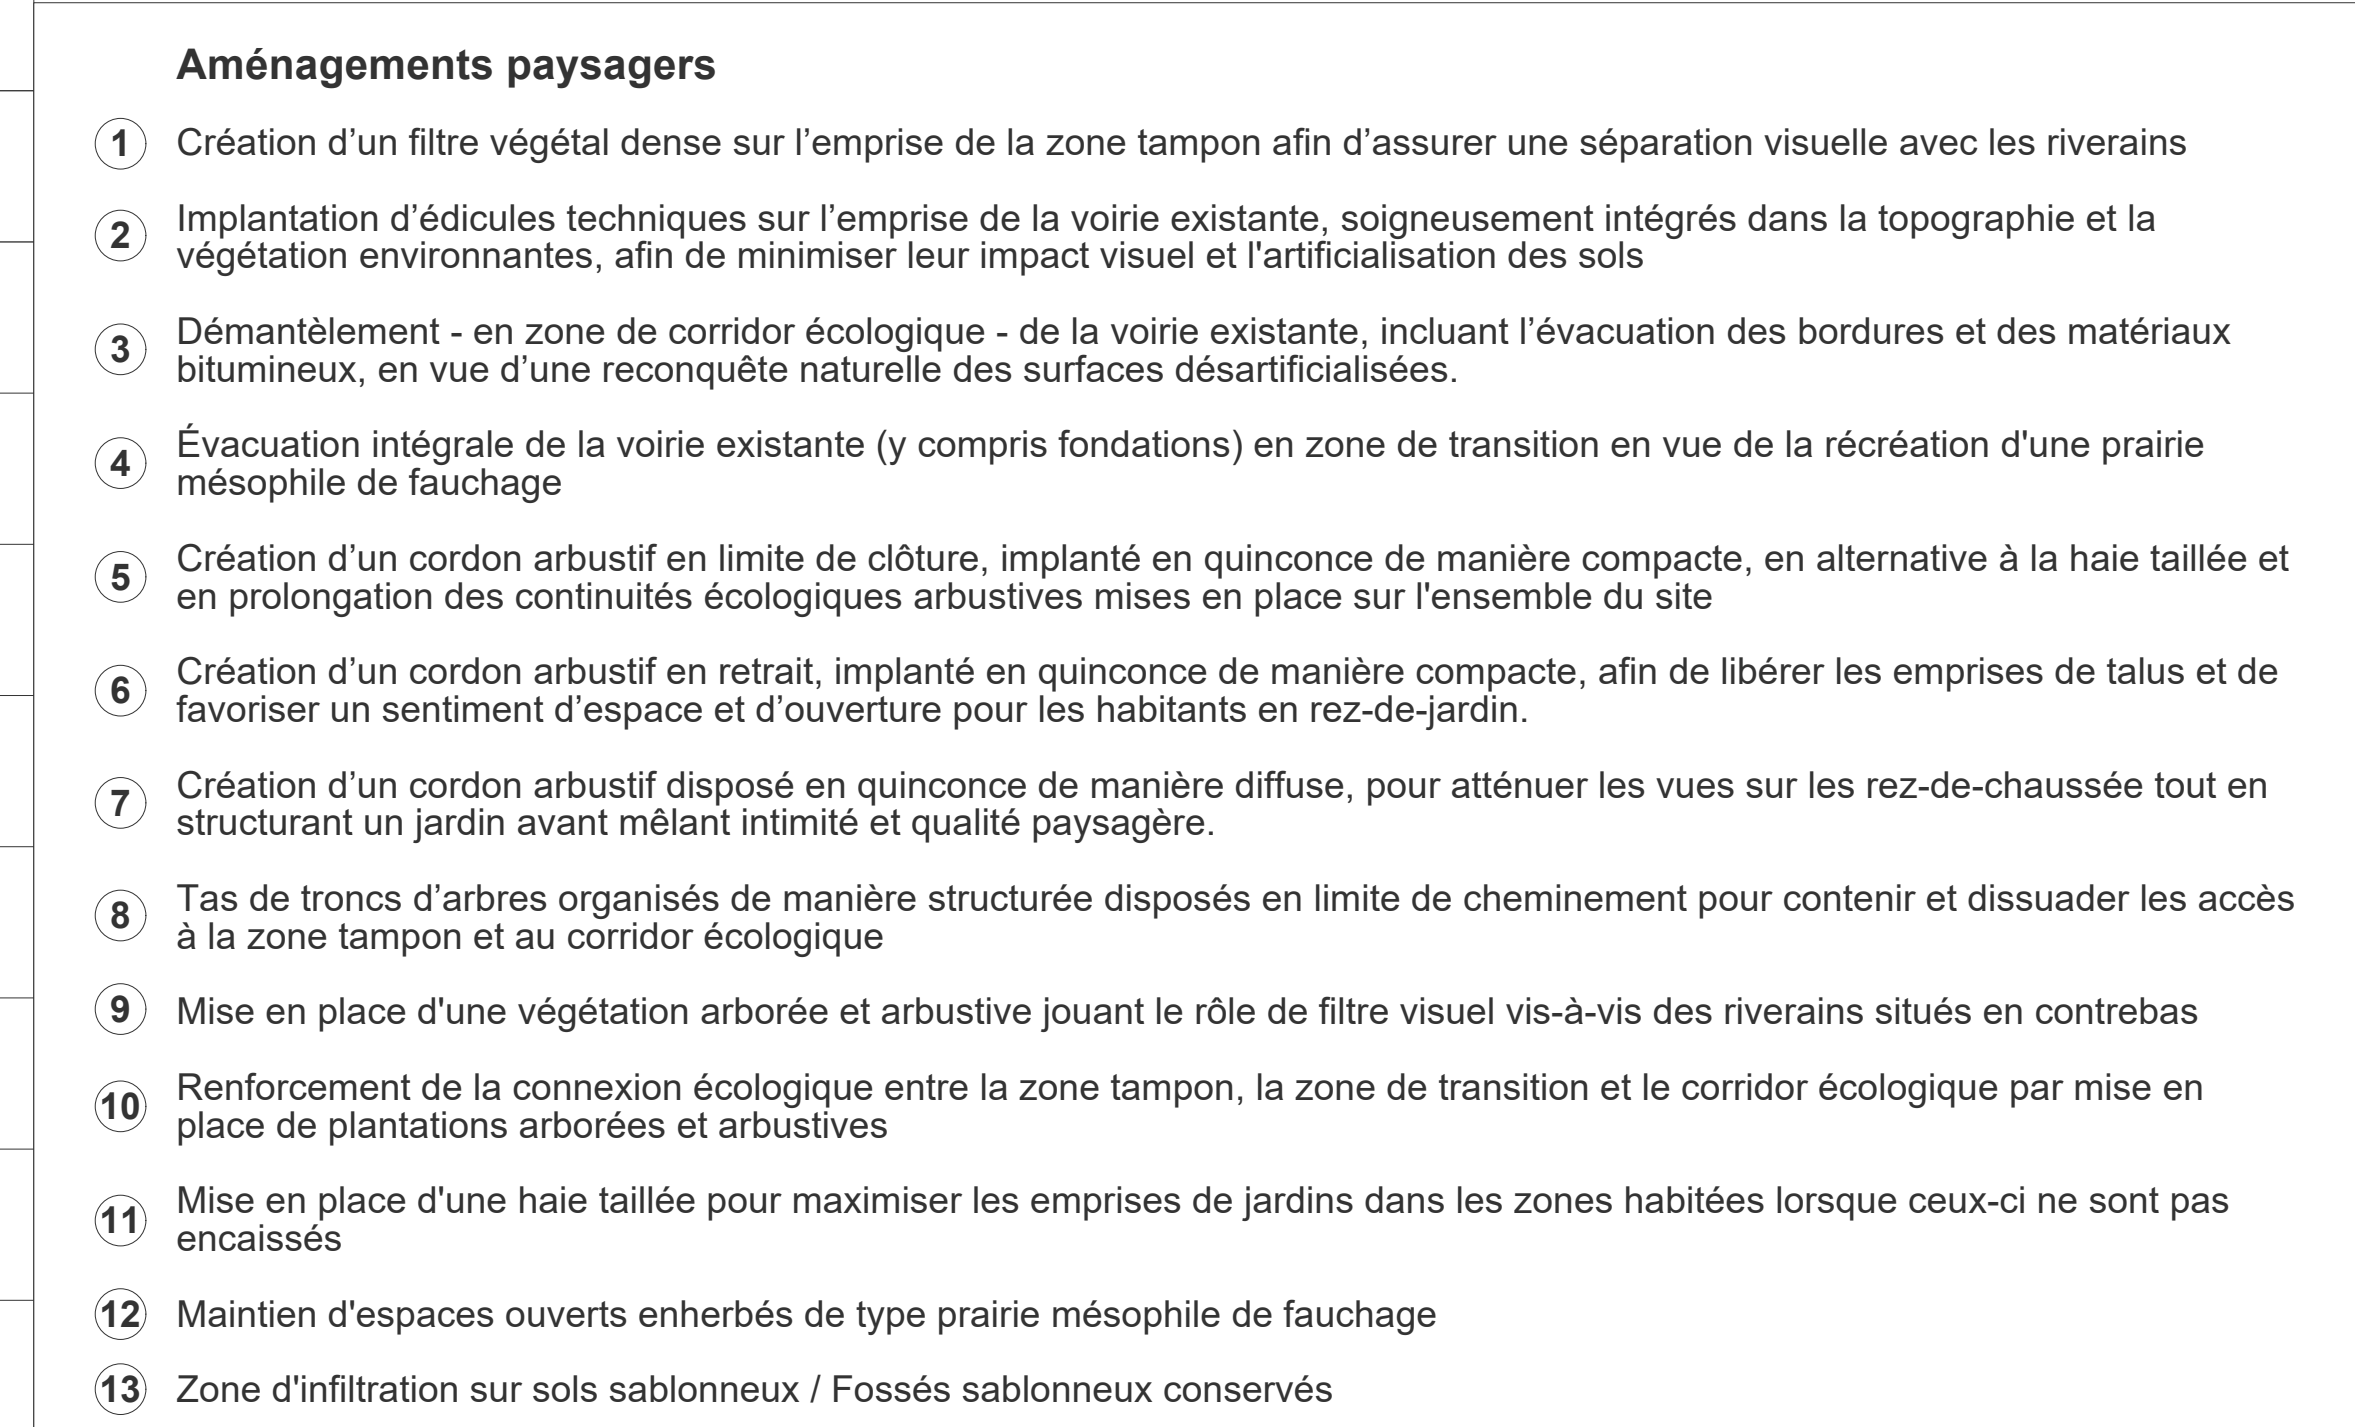 Aménagements paysagers
1 Création d’un filtre végétal dense sur l’emprise de la zone tampon afin d’assurer une séparation visuelle avec les riverains
2 Implantation d’édicules techniques sur l’emprise de la voirie existante, soigneusement intégrés dans la topographie et la
végétation environnantes, afin de minimiser leur impact visuel et l'artificialisation des sols
3 Démantèlement - en zone de corridor écologique - de la voirie existante, incluant l’évacuation des bordures et des matériaux
bitumineux, en vue d’une reconquête naturelle des surfaces désartificialisées.
4 Évacuation intégrale de la voirie existante (y compris fondations) en zone de transition en vue de la récréation d'une prairie
mésophile de fauchage
5 Création d’un cordon arbustif en limite de clôture, implanté en quinconce de manière compacte, en alternative à la haie taillée et
en prolongation des continuités écologiques arbustives mises en place sur l'ensemble du site
6 Création d’un cordon arbustif en retrait, implanté en quinconce de manière compacte, afin de libérer les emprises de talus et de
favoriser un sentiment d’espace et d’ouverture pour les habitants en rez-de-jardin.
7 Création d’un cordon arbustif disposé en quinconce de manière diffuse, pour atténuer les vues sur les rez-de-chaussée tout en
structurant un jardin avant mêlant intimité et qualité paysagère.
8 Tas de troncs d’arbres organisés de manière structurée disposés en limite de cheminement pour contenir et dissuader les accès
à la zone tampon et au corridor écologique
9 Mise en place d'une végétation arborée et arbustive jouant le rôle de filtre visuel vis-à-vis des riverains situés en contrebas
10 Renforcement de la connexion écologique entre la zone tampon, la zone de transition et le corridor écologique par mise en
place de plantations arborées et arbustives
11 Mise en place d'une haie taillée pour maximiser les emprises de jardins dans les zones habitées lorsque ceux-ci ne sont pas
encaissés
12 Maintien d'espaces ouverts enherbés de type prairie mésophile de fauchage
13 Zone d'infiltration sur sols sablonneux / Fossés sablonneux conservés